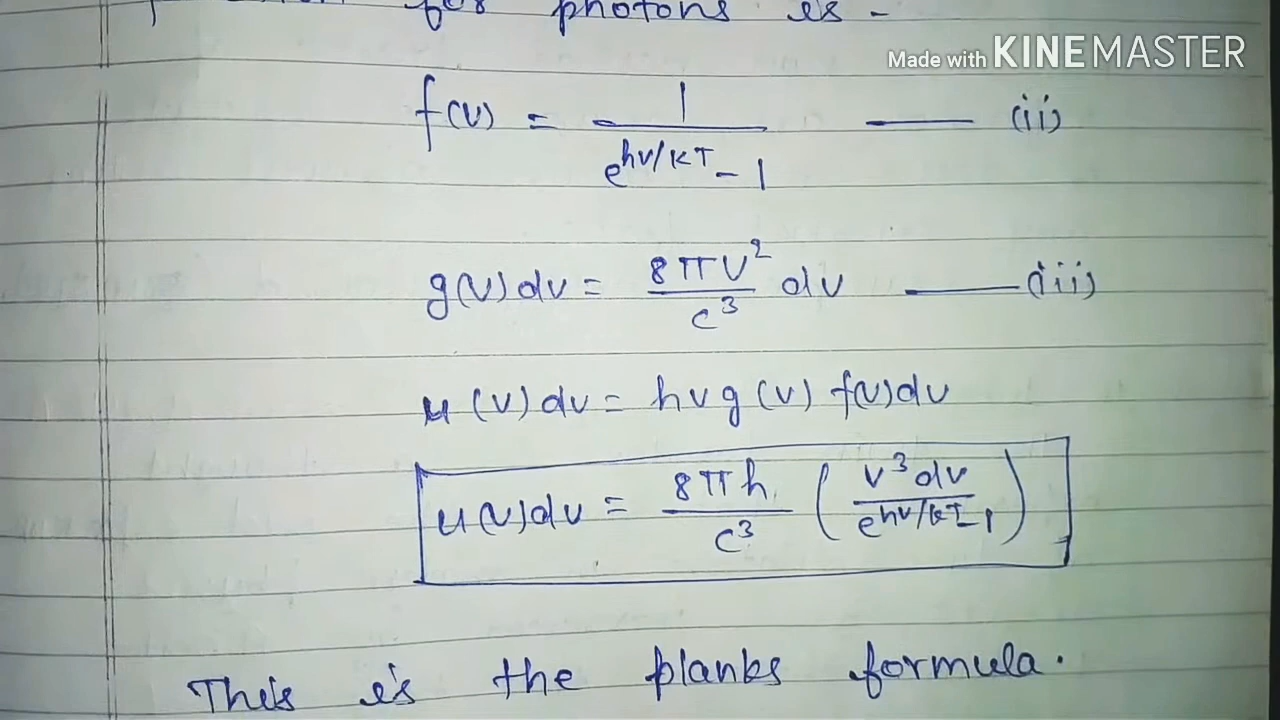 for photons is -
Made with KINEMASTER
f(ν) = 1 / (e^{hν/kT} - 1) —— (ii)
g(ν)dν = 8πν² / c³ dν —— (iii)
u(ν)dν = hνg(ν) f(ν)dν
u(ν)dν = 8πh / c³ (ν³dν / (e^{hν/kT} - 1))
This is the planks formula.